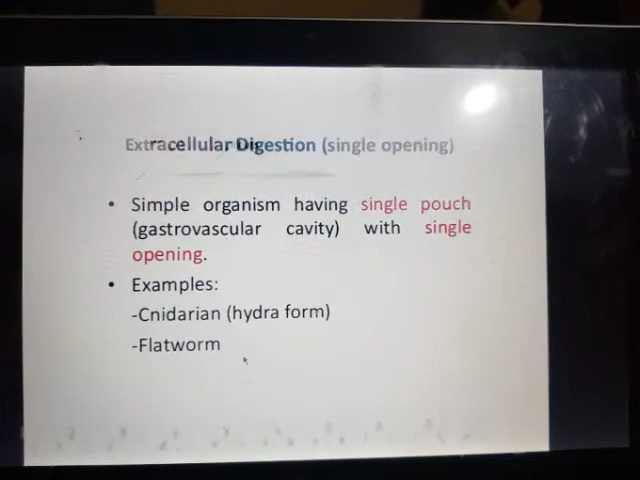 Extracellular Digestion (single opening)
• Simple organism having single pouch
(gastrovascular cavity) with single
opening.
• Examples:
-Cnidarian (hydra form)
-Flatworm